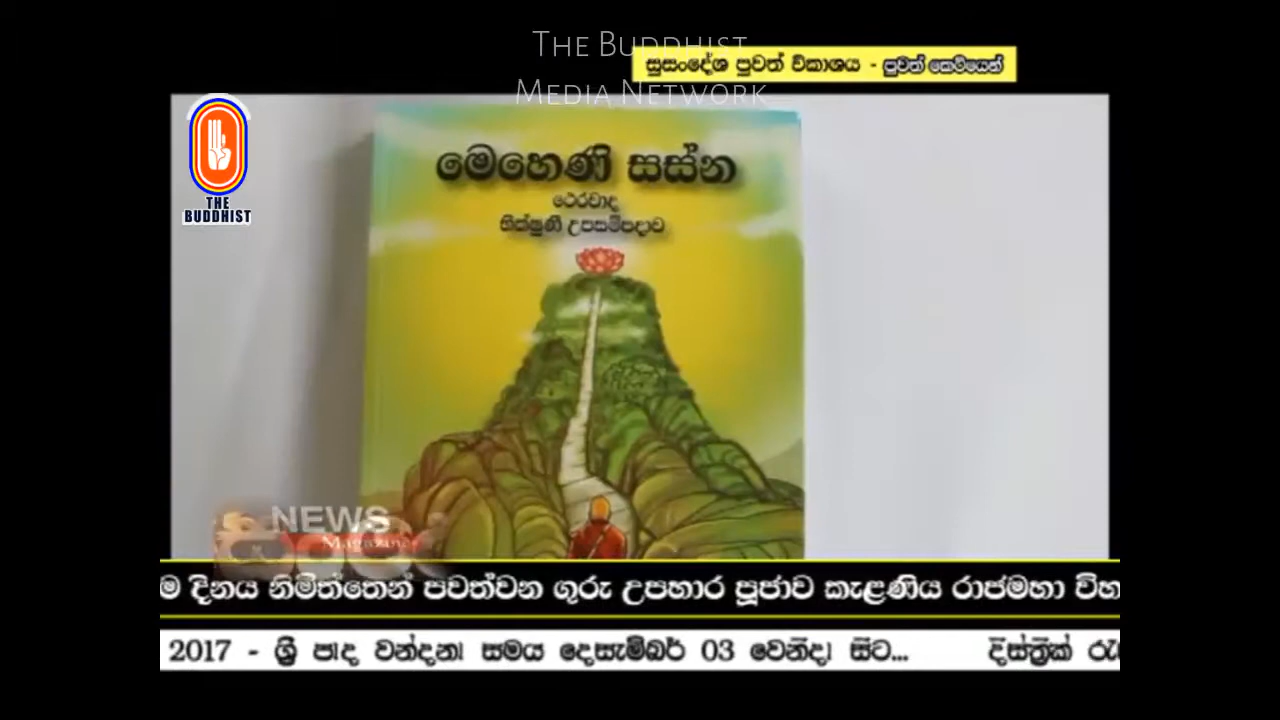 THE BUDDHIST
MEDIA NETWORK
සුසංදේශ පුවත් විකාශය - පුවත් කෙමියෙන්
THE
BUDDHIST
මෙහෙණි සස්න
ථෙරවාද
භික්ෂුණී උපසම්පදාව
NEWS
Magazine
ම දිනය නිමිත්තෙන් පවත්වන ගුරු උපහාර පූජාව කැළණිය රාජමහා විහ
2017 - ශ්‍රී පාද වන්දනා සමය දෙසැම්බර් 03 වෙනිදා සිට... දිස්ත්‍රික් රැ